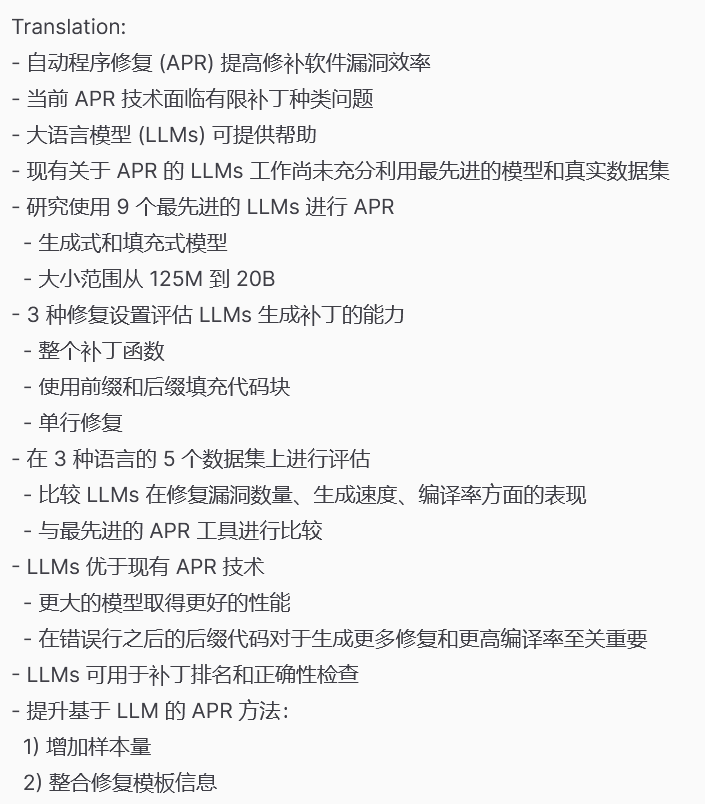 Translation:
- 自动程序修复 (APR) 提高修补软件漏洞效率
- 当前 APR 技术面临有限补丁种类问题
- 大语言模型 (LLMs) 可提供帮助
- 现有关于 APR 的 LLMs 工作尚未充分利用最先进的模型和真实数据集
- 研究使用 9 个最先进的 LLMs 进行 APR
  - 生成式和填充式模型
  - 大小范围从 125M 到 20B
- 3 种修复设置评估 LLMs 生成补丁的能力
  - 整个补丁函数
  - 使用前缀和后缀填充代码块
  - 单行修复
- 在 3 种语言的 5 个数据集上进行评估
  - 比较 LLMs 在修复漏洞数量、生成速度、编译率方面的表现
  - 与最先进的 APR 工具进行比较
- LLMs 优于现有 APR 技术
  - 更大的模型取得更好的性能
  - 在错误行之后的后缀代码对于生成更多修复和更高编译率至关重要
- LLMs 可用于补丁排名和正确性检查
- 提升基于 LLM 的 APR 方法：
  1) 增加样本量
  2) 整合修复模板信息